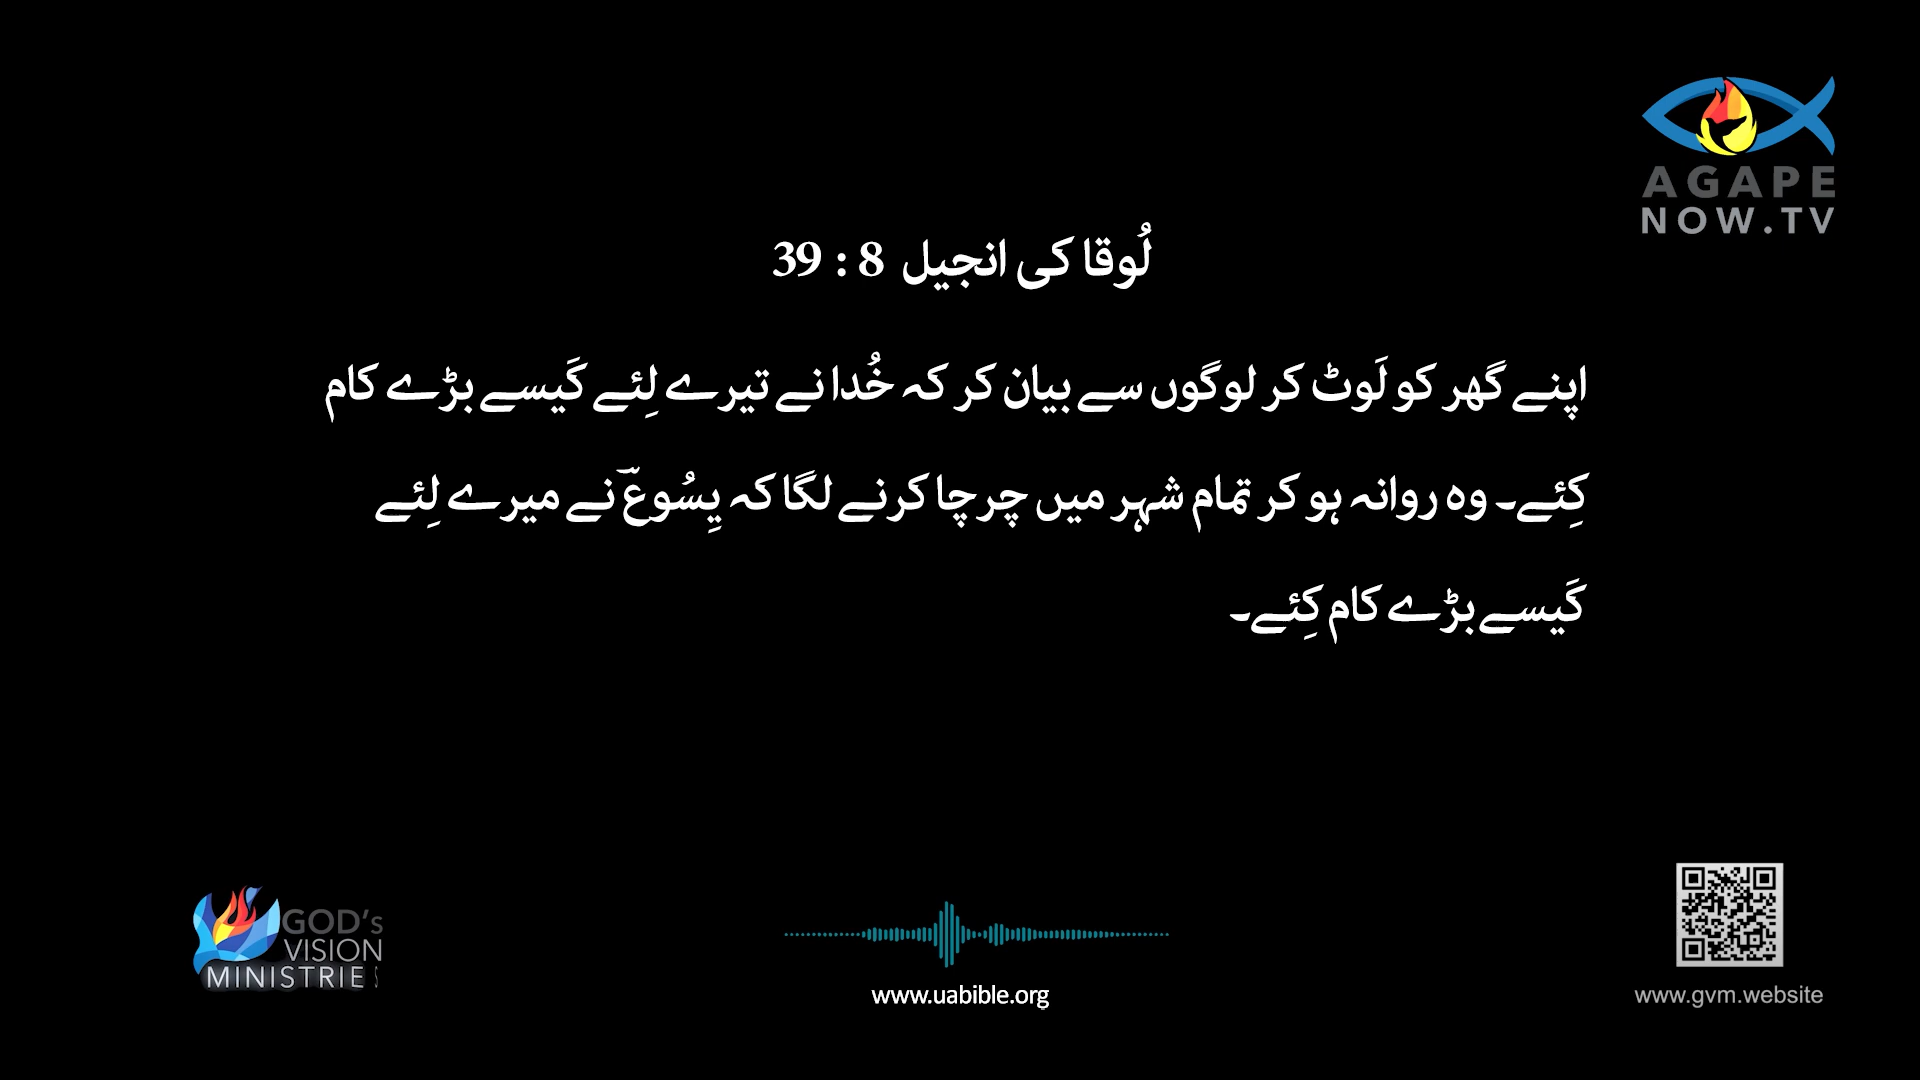 AGAPE
NOW.TV
لُوقا کی انجیل 8 : 39
اپنے گھر کو لَوٹ کر لوگوں سے بیان کر کہ خُدا نے تیرے لِئے کَیسے بڑے کام
کِئے۔ وہ روانہ ہو کر تمام شہر میں چرچا کرنے لگا کہ یِسُوعؔ نے میرے لِئے
کَیسے بڑے کام کِئے۔
GOD's
VISION
MINISTRIES
www.uabible.org
www.gvm.website